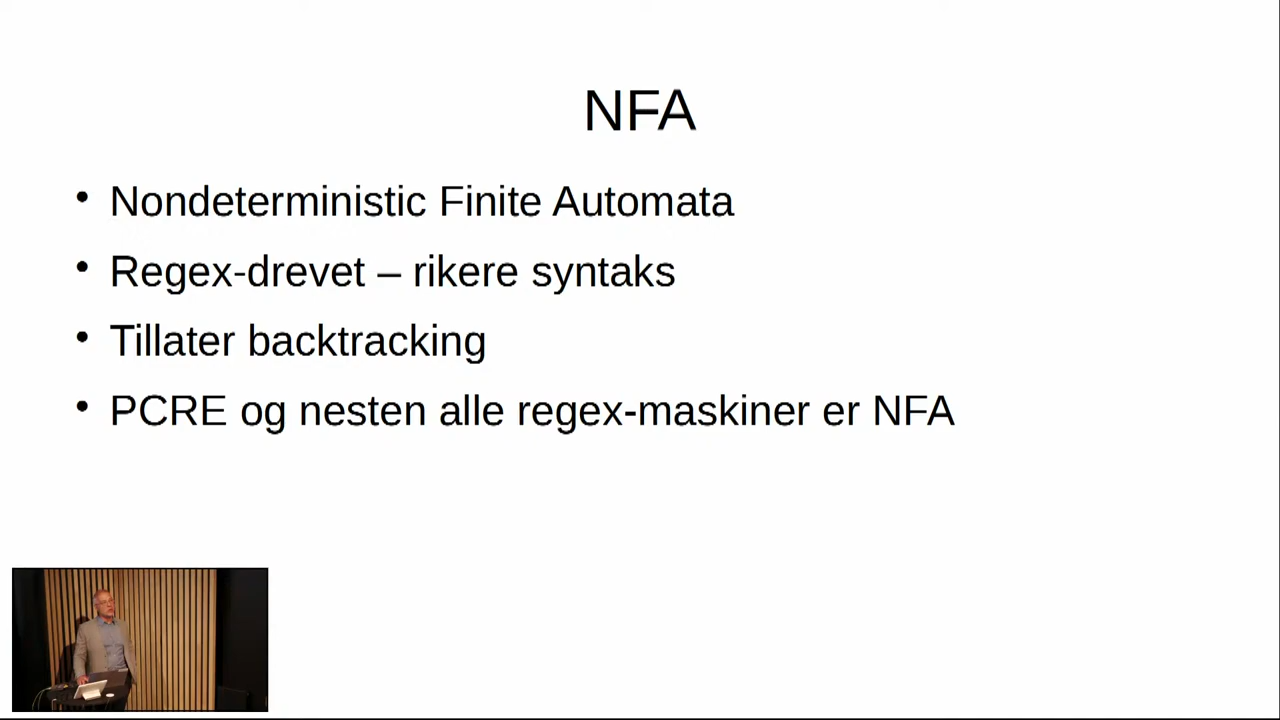 NFA
Nondeterministic Finite Automata
Regex-drevet – rikere syntaks
Tillater backtracking
PCRE og nesten alle regex-maskiner er NFA